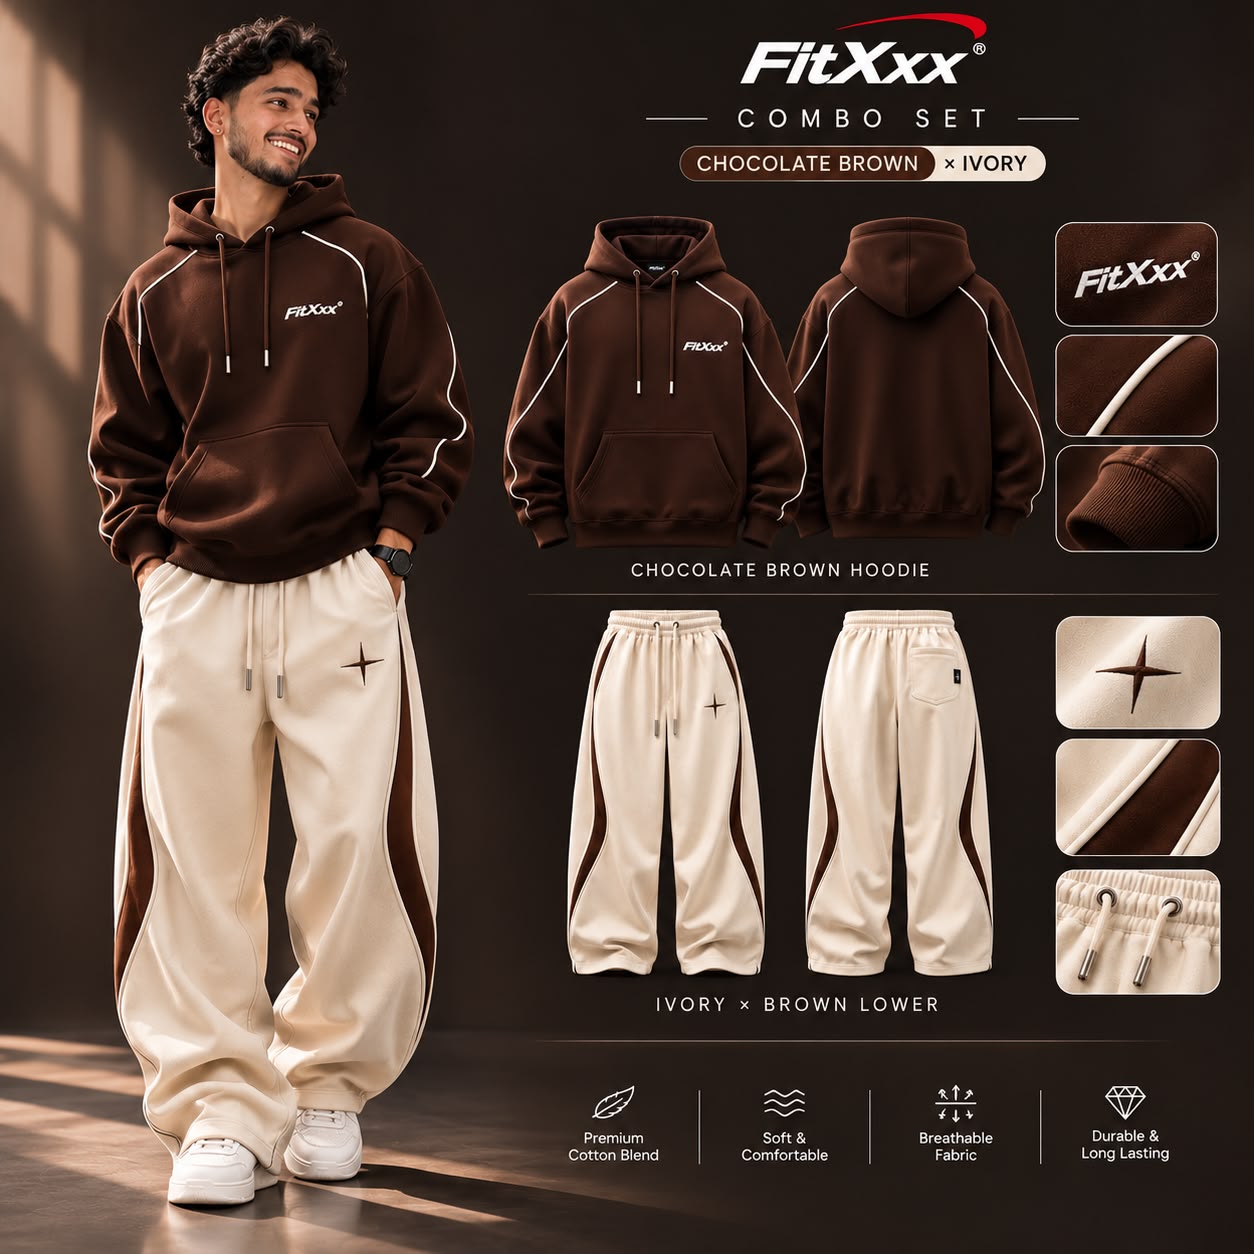 FitXxx®
COMBO SET
CHOCOLATE BROWN × IVORY
FitXxx®
FitXxx®
FitXxx®
CHOCOLATE BROWN HOODIE
IVORY × BROWN LOWER
Premium
Cotton Blend
Soft &
Comfortable
Breathable
Fabric
Durable &
Long Lasting